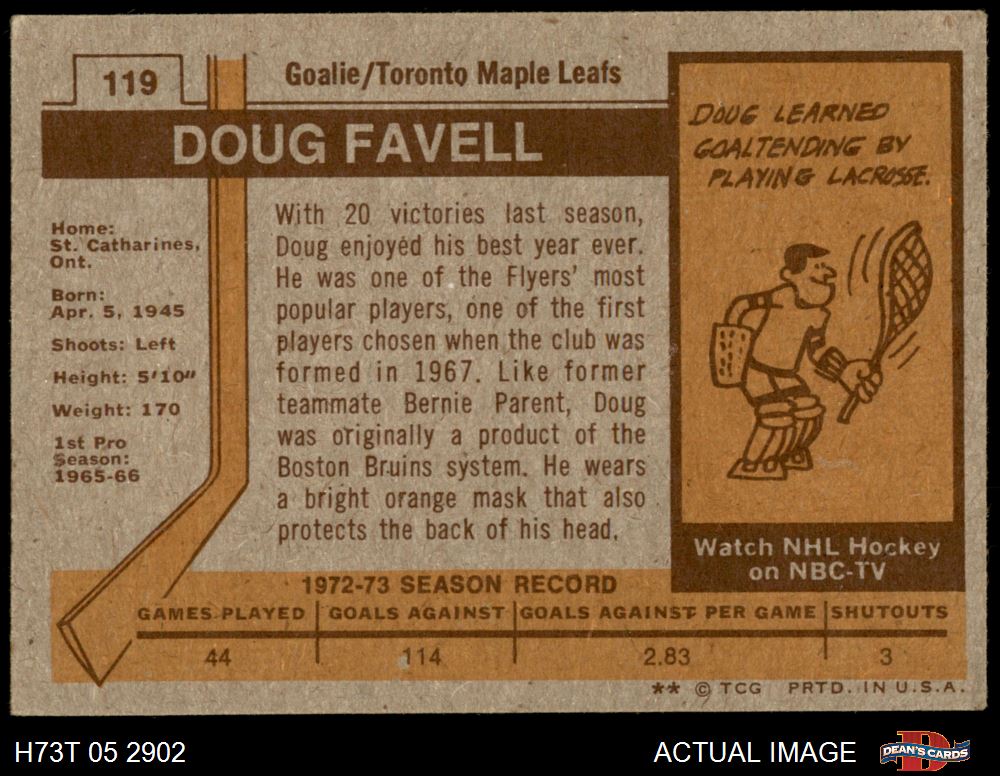 119
Goalie/Toronto Maple Leafs
DOUG FAVELL
Home:
St. Catharines,
Ont.
Born:
Apr. 5, 1945
Shoots: Left
Height: 5'10"
Weight: 170
1st Pro
Season:
1965-66
With 20 victories last season,
Doug enjoyed his best year ever.
He was one of the Flyers' most
popular players, one of the first
players chosen when the club was
formed in 1967. Like former
teammate Bernie Parent, Doug
was originally a product of the
Boston Bruins system. He wears
a bright orange mask that also
protects the back of his head.
DOUG LEARNED
GOALTENDING BY
PLAYING LACROSSE.
Watch NHL Hockey
on NBC-TV
1972-73 SEASON RECORD
GAMES PLAYED GOALS AGAINST GOALS AGAINST PER GAME SHUTOUTS
44 114 2.83 3
** © TCG PRTD. IN U.S.A.
H73T 05 2902 ACTUAL IMAGE D DEAN'S CARDS